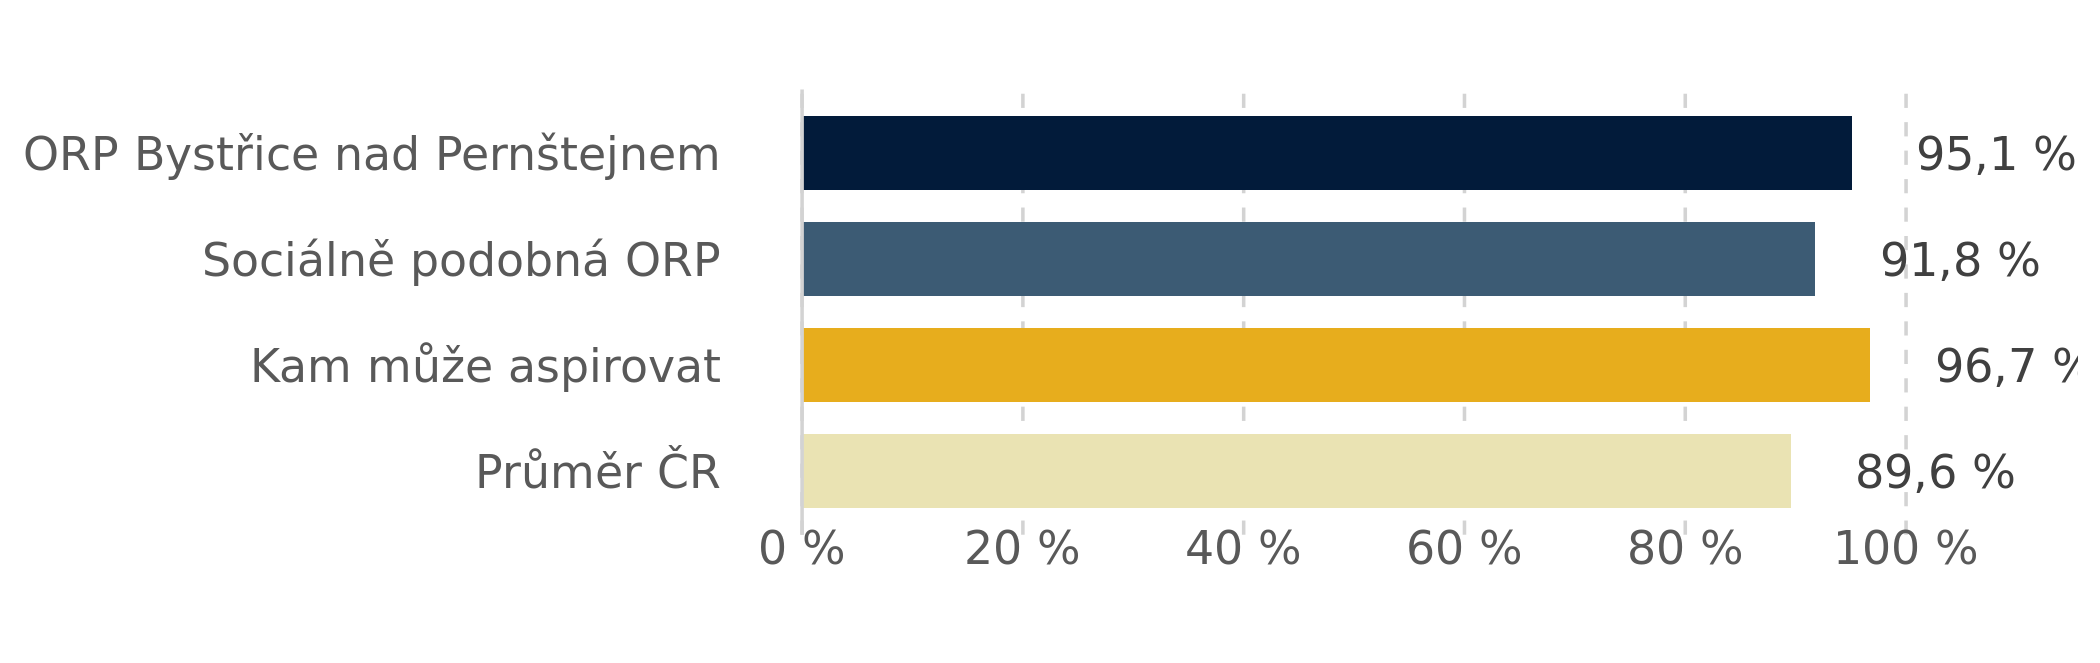 ORP Bystřice nad Pernštejnem 95,1 %
Sociálně podobná ORP 91,8 %
Kam může aspirovat 96,7 %
Průměr ČR 89,6 %
0 % 20 % 40 % 60 % 80 % 100 %